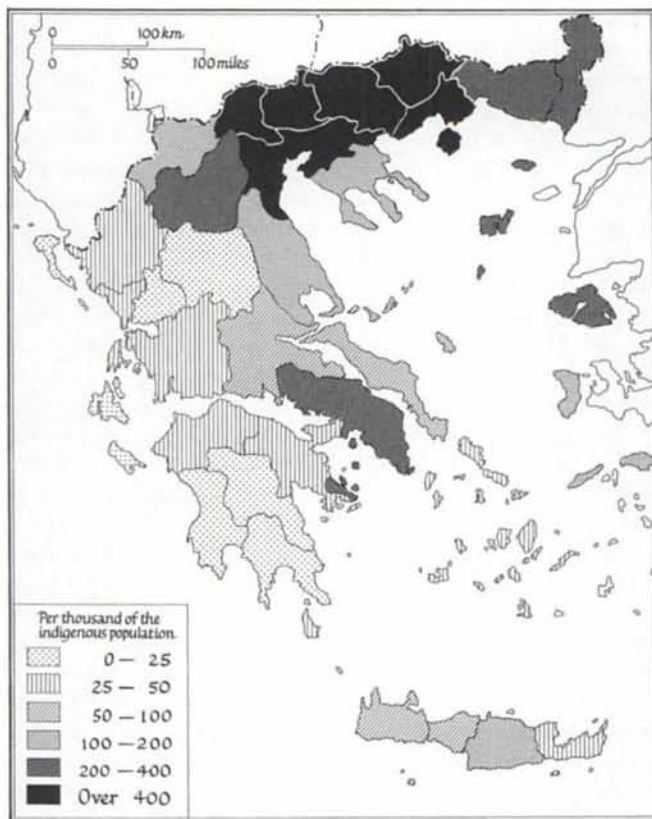 0 100 km
0 100 miles
Per thousand of the
indigenous population.
0 — 25
25 — 50
50 — 100
100 — 200
200 — 400
Over 400